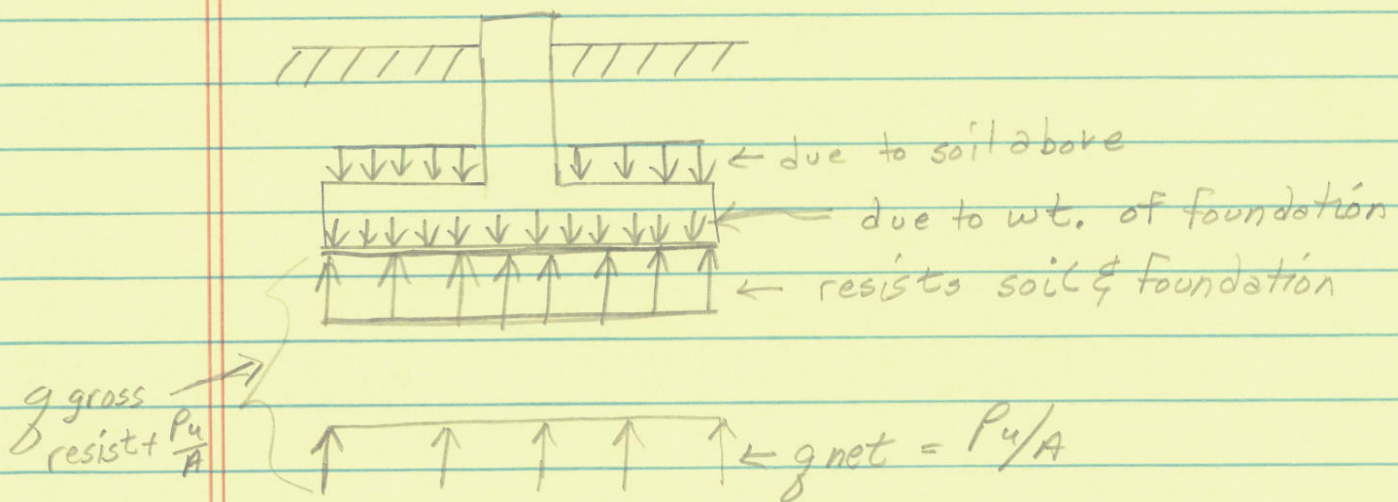 ← due to soil above
due to wt. of foundation
← resists soil & foundation
q gross
resist + Pu/A
← q net = Pu/A